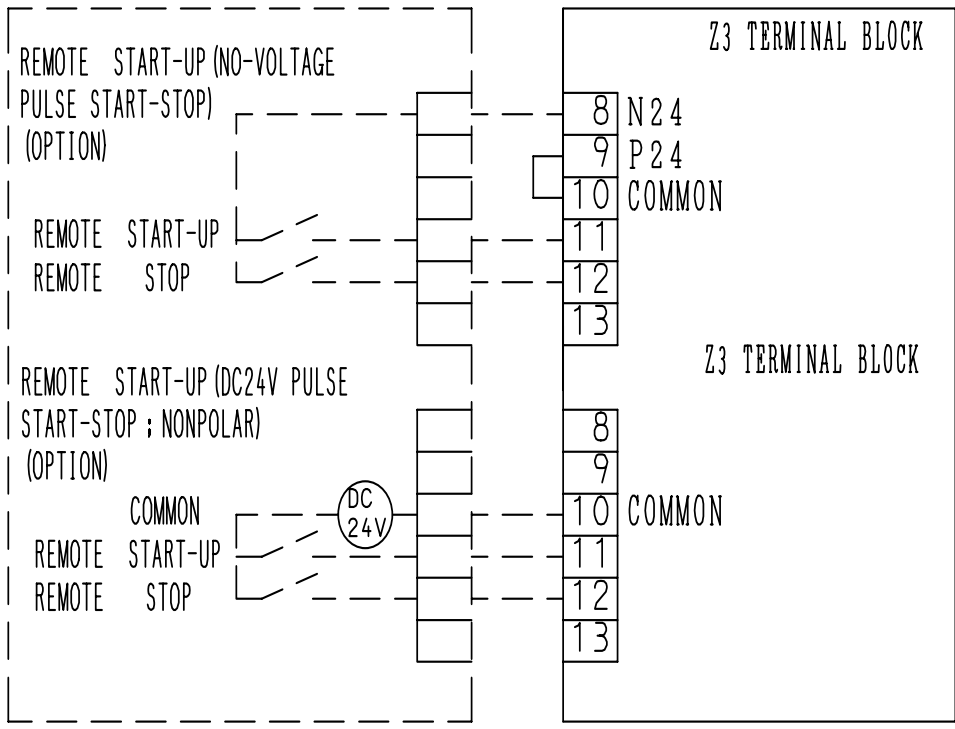 Z3 TERMINAL BLOCK
REMOTE START-UP (NO-VOLTAGE
PULSE START-STOP)
(OPTION)
8 N24
9 P24
10 COMMON
REMOTE START-UP
11
REMOTE STOP
12
13
Z3 TERMINAL BLOCK
REMOTE START-UP (DC24V PULSE
START-STOP ; NONPOLAR)
(OPTION)
8
9
COMMON
DC
24V
10 COMMON
REMOTE START-UP
11
REMOTE STOP
12
13